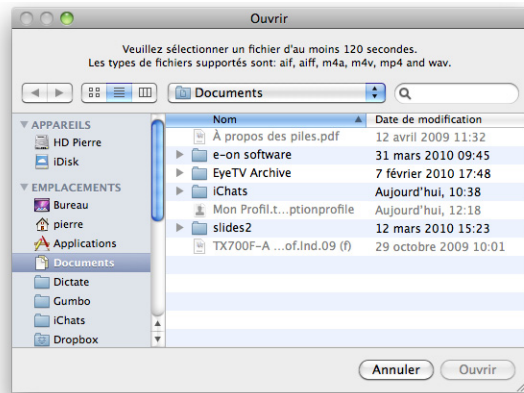 Ouvrir
Veuillez sélectionner un fichier d'au moins 120 secondes.
Les types de fichiers supportés sont: aif, aiff, m4a, m4v, mp4 and wav.
Documents
APPAREILS
HD Pierre
iDisk
EMPLACEMENTS
Bureau
pierre
Applications
Documents
Dictate
Gumbo
iChats
Dropbox
Nom Date de modification
À propos des piles.pdf 12 avril 2009 11:32
e-on software 31 mars 2010 09:45
EyeTV Archive 7 février 2010 17:48
iChats Aujourd'hui, 10:38
Mon Profil.t...ptionprofile Aujourd'hui, 12:18
slides2 12 mars 2010 15:23
TX700F-A ...of.Ind.09 (f) 29 octobre 2009 10:01
Annuler Ouvrir